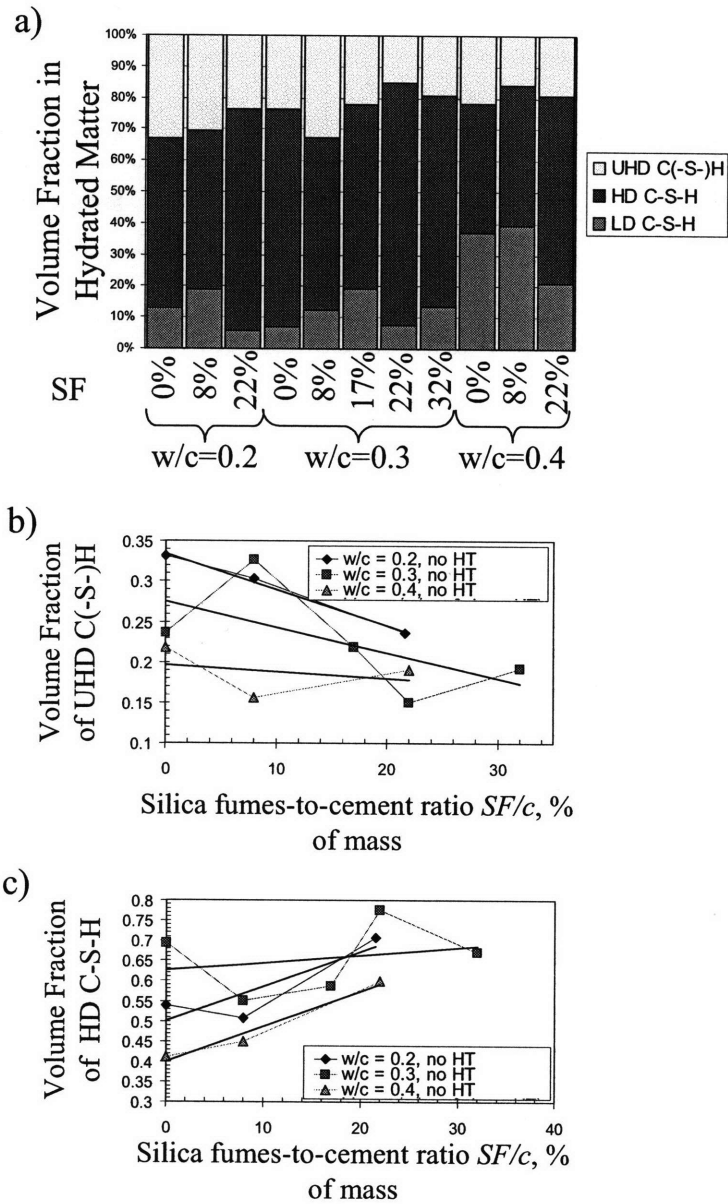 a)
Volume Fraction in
Hydrated Matter
100%
90%
80%
70%
60%
50%
40%
30%
20%
10%
0%
UHD C(-S-)H
HD C-S-H
LD C-S-H
SF
0% 8% 22% 0% 8% 17% 22% 32% 0% 8% 22%
w/c=0.2 w/c=0.3 w/c=0.4
b)
Volume Fraction
of UHD C(-S-)H
0.35
0.3
0.25
0.2
0.15
0.1
w/c = 0.2, no HT
w/c = 0.3, no HT
w/c = 0.4, no HT
0 10 20 30
Silica fumes-to-cement ratio SF/c, %
of mass
c)
Volume Fraction
of HD C-S-H
0.8
0.75
0.7
0.65
0.6
0.55
0.5
0.45
0.4
0.35
0.3
w/c = 0.2, no HT
w/c = 0.3, no HT
w/c = 0.4, no HT
0 10 20 30 40
Silica fumes-to-cement ratio SF/c, %
of mass